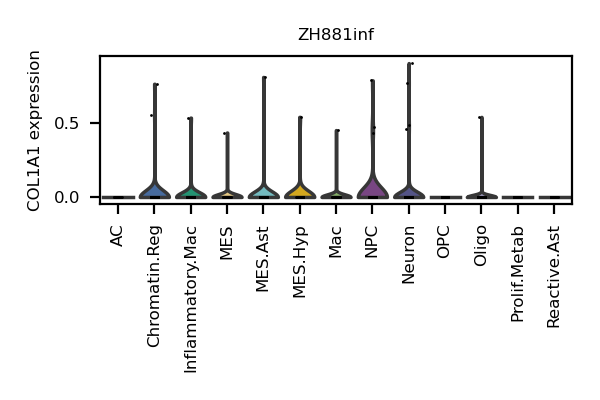 ZH881inf
COL1A1 expression
0.5
0.0
AC
Chromatin.Reg
Inflammatory.Mac
MES
MES.Ast
MES.Hyp
Mac
NPC
Neuron
OPC
Oligo
Prolif.Metab
Reactive.Ast